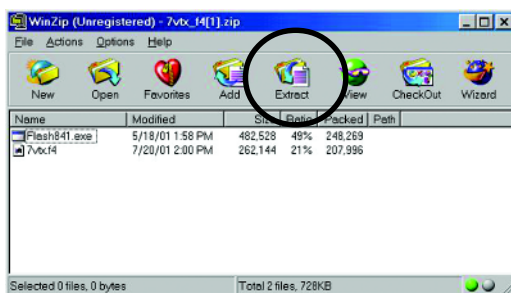 WinZip (Unregistered) - 7vtx_f4[1].zip
File Actions Options Help
New Open Favorites Add Extract View CheckOut Wizard
Name Modified Size Ratio Packed Path
Flash841.exe 5/18/01 1:58 PM 482,528 49% 248,269
7vtx.f4 7/20/01 2:00 PM 262,144 21% 207,996
Selected 0 files, 0 bytes Total 2 files, 728KB